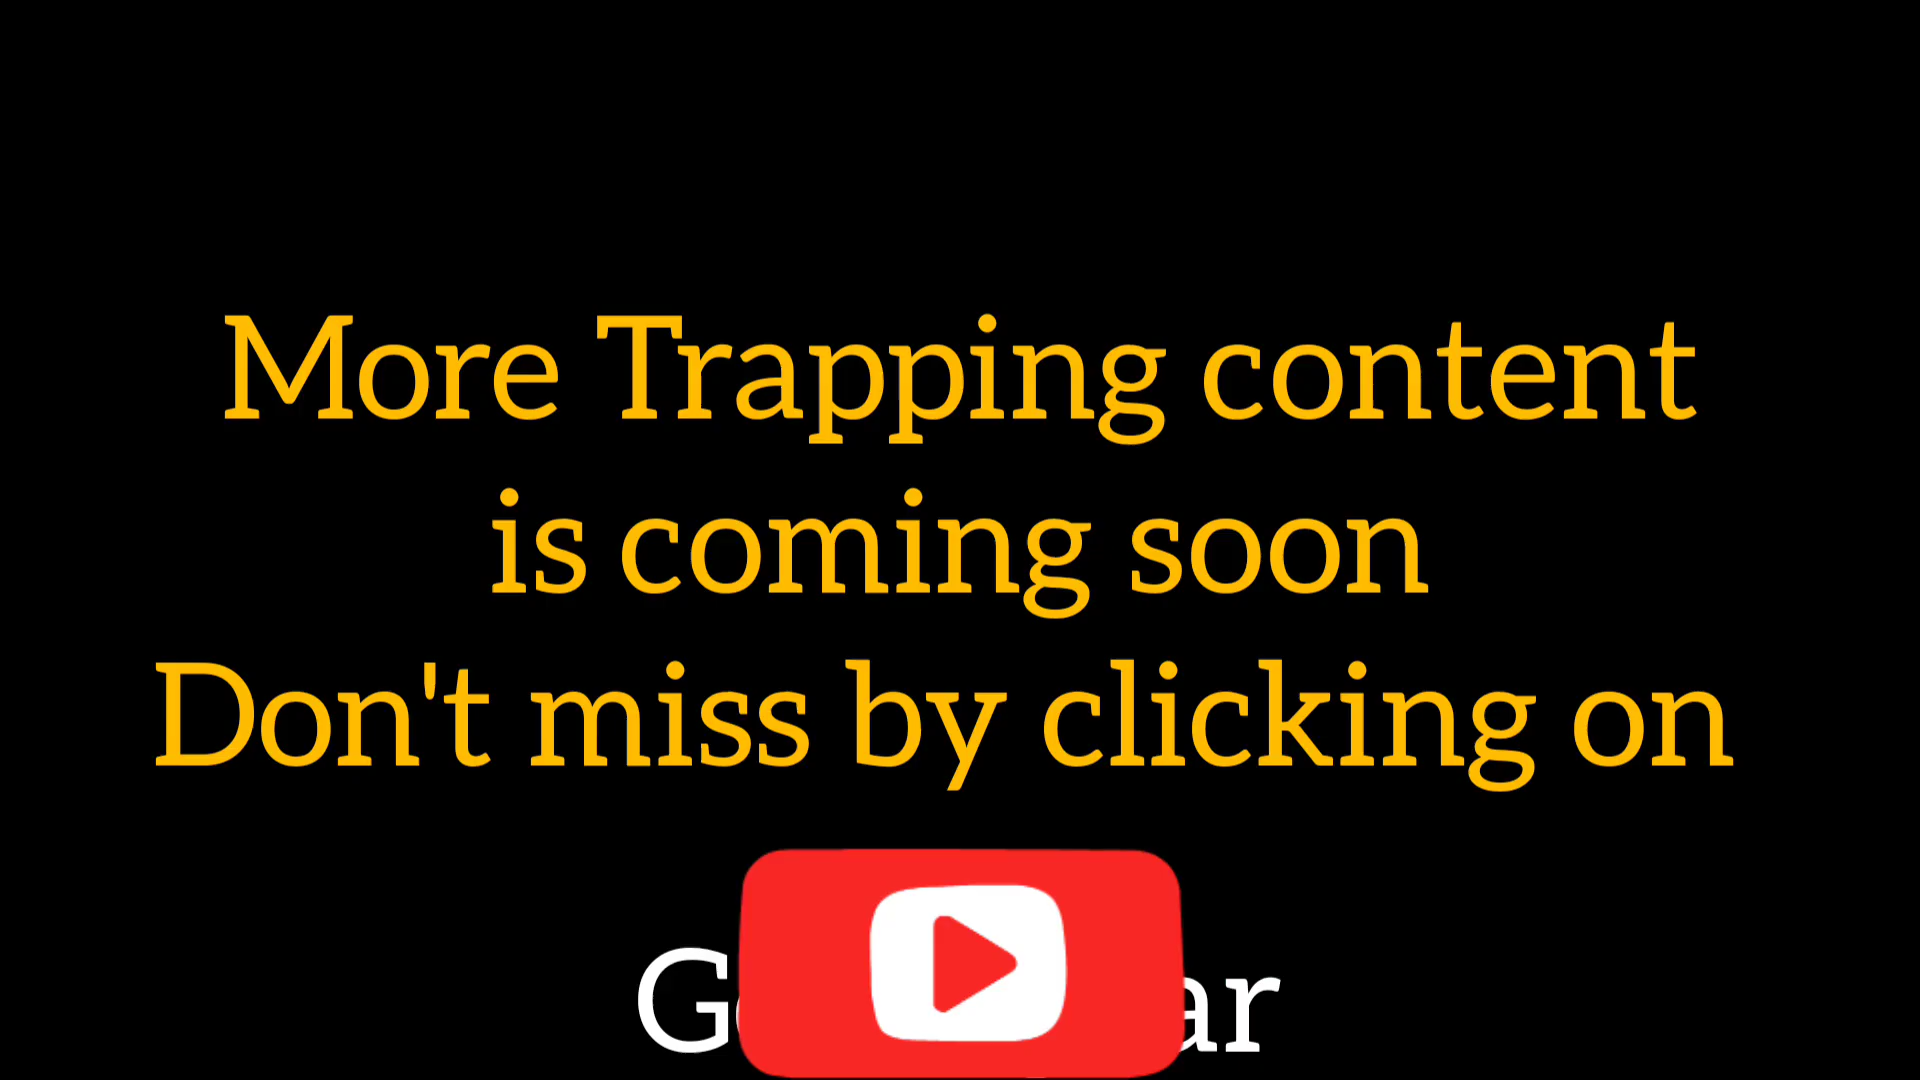 More Trapping content
is coming soon
Don't miss by clicking on